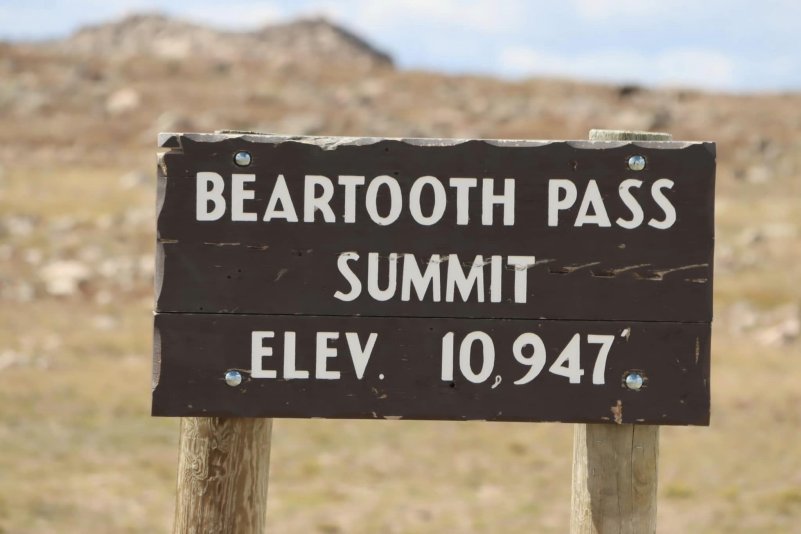 BEARTOOTH PASS
SUMMIT
ELEV. 10,947